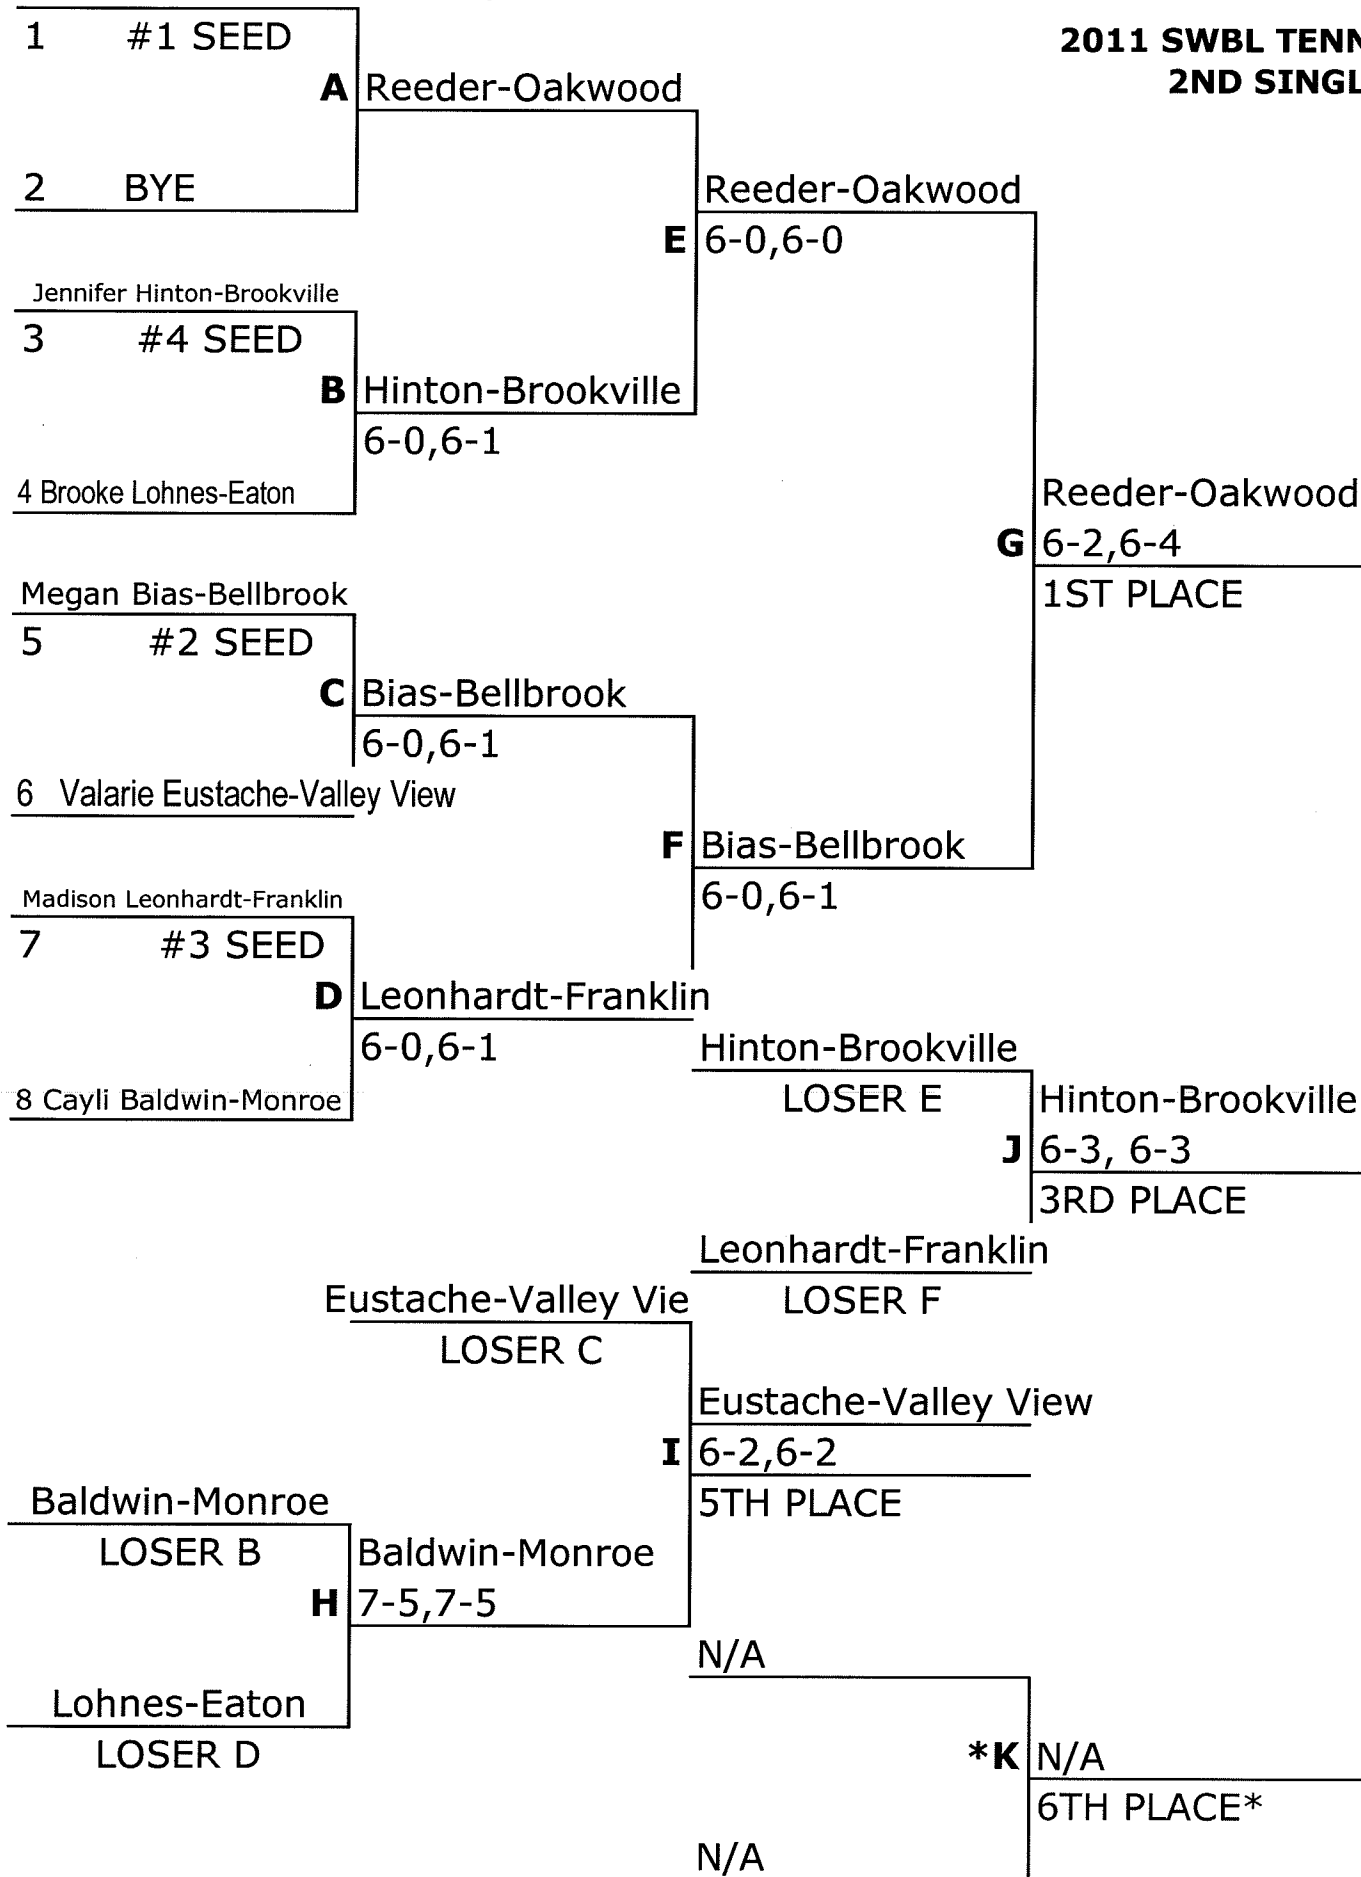 1 #1 SEED
2011 SWBL TENN
2ND SINGL
A Reeder-Oakwood
2 BYE
Reeder-Oakwood
E 6-0,6-0
Jennifer Hinton-Brookville
3 #4 SEED
B Hinton-Brookville
6-0,6-1
4 Brooke Lohnes-Eaton
Reeder-Oakwood
G 6-2,6-4
1ST PLACE
Megan Bias-Bellbrook
5 #2 SEED
C Bias-Bellbrook
6-0,6-1
6 Valarie Eustache-Valley View
F Bias-Bellbrook
6-0,6-1
Madison Leonhardt-Franklin
7 #3 SEED
D Leonhardt-Franklin
6-0,6-1
8 Cayli Baldwin-Monroe
Hinton-Brookville
LOSER E
Hinton-Brookville
J 6-3, 6-3
3RD PLACE
Leonhardt-Franklin
LOSER F
Eustache-Valley Vie
LOSER C
Eustache-Valley View
I 6-2,6-2
5TH PLACE
Baldwin-Monroe
LOSER B
Baldwin-Monroe
H 7-5,7-5
Lohnes-Eaton
LOSER D
N/A
*K N/A
6TH PLACE*
N/A